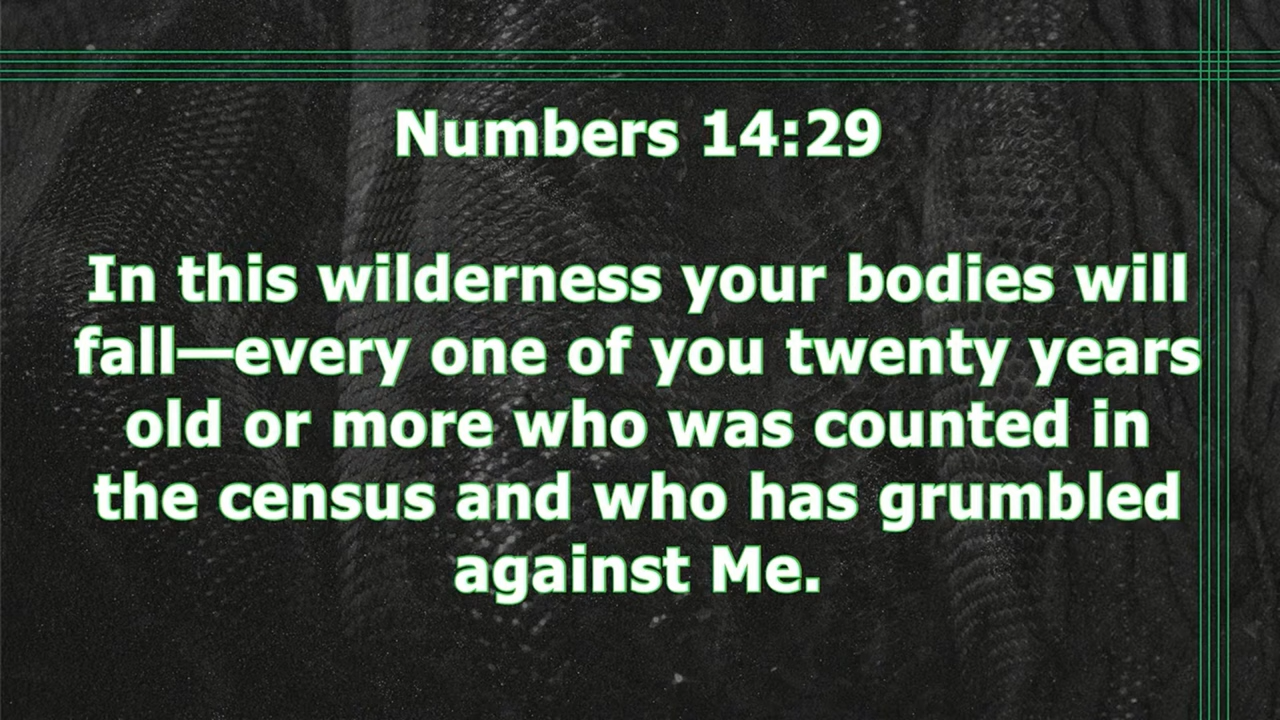 Numbers 14:29
In this wilderness your bodies will
fall—every one of you twenty years
old or more who was counted in
the census and who has grumbled
against Me.